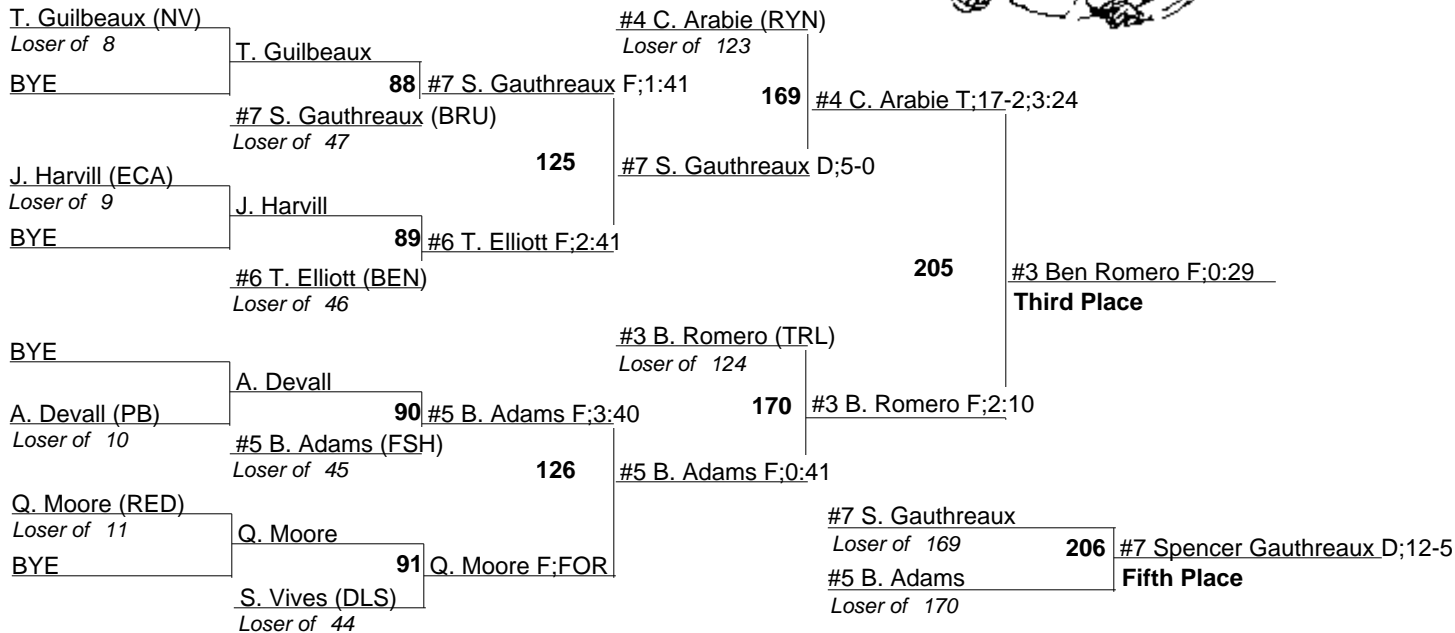 T. Guilbeaux (NV)
Loser of 8
BYE
T. Guilbeaux
88
#7 S. Gauthreaux (BRU)
Loser of 47
#7 S. Gauthreaux F;1:41
J. Harvill (ECA)
Loser of 9
BYE
J. Harvill
89
#6 T. Elliott (BEN)
Loser of 46
#6 T. Elliott F;2:41
125
#7 S. Gauthreaux D;5-0
#4 C. Arabie (RYN)
Loser of 123
169
#4 C. Arabie T;17-2;3:24
BYE
A. Devall (PB)
Loser of 10
A. Devall
90
#5 B. Adams (FSH)
Loser of 45
#5 B. Adams F;3:40
Q. Moore (RED)
Loser of 11
BYE
Q. Moore
91
S. Vives (DLS)
Loser of 44
Q. Moore F;FOR
126
#5 B. Adams F;0:41
#3 B. Romero (TRL)
Loser of 124
170
#3 B. Romero F;2:10
205
#3 Ben Romero F;0:29
Third Place
#7 S. Gauthreaux
Loser of 169
#5 B. Adams
Loser of 170
206
#7 Spencer Gauthreaux D;12-5
Fifth Place